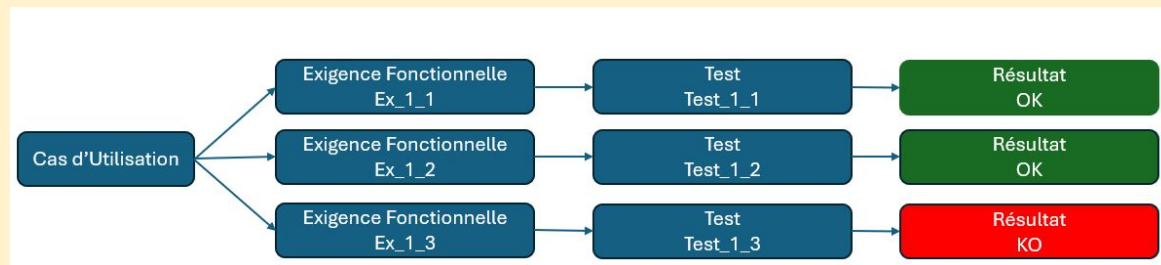 Exigence Fonctionnelle
Ex_1_1
Test
Test_1_1
Résultat
OK
Cas d'Utilisation
Exigence Fonctionnelle
Ex_1_2
Test
Test_1_2
Résultat
OK
Exigence Fonctionnelle
Ex_1_3
Test
Test_1_3
Résultat
KO